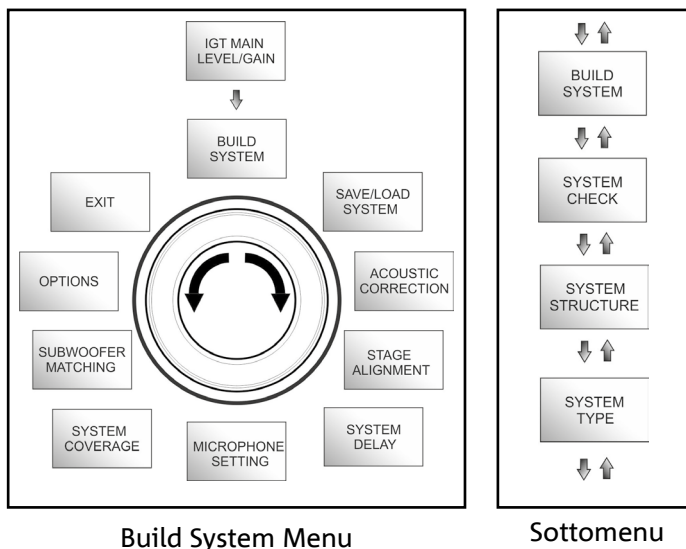 IGT MAIN
LEVEL/GAIN
BUILD
SYSTEM
EXIT
SAVE/LOAD
SYSTEM
OPTIONS
ACOUSTIC
CORRECTION
SUBWOOFER
MATCHING
STAGE
ALIGNMENT
SYSTEM
COVERAGE
MICROPHONE
SETTING
SYSTEM
DELAY
Build System Menu
BUILD
SYSTEM
SYSTEM
CHECK
SYSTEM
STRUCTURE
SYSTEM
TYPE
Sottomenu